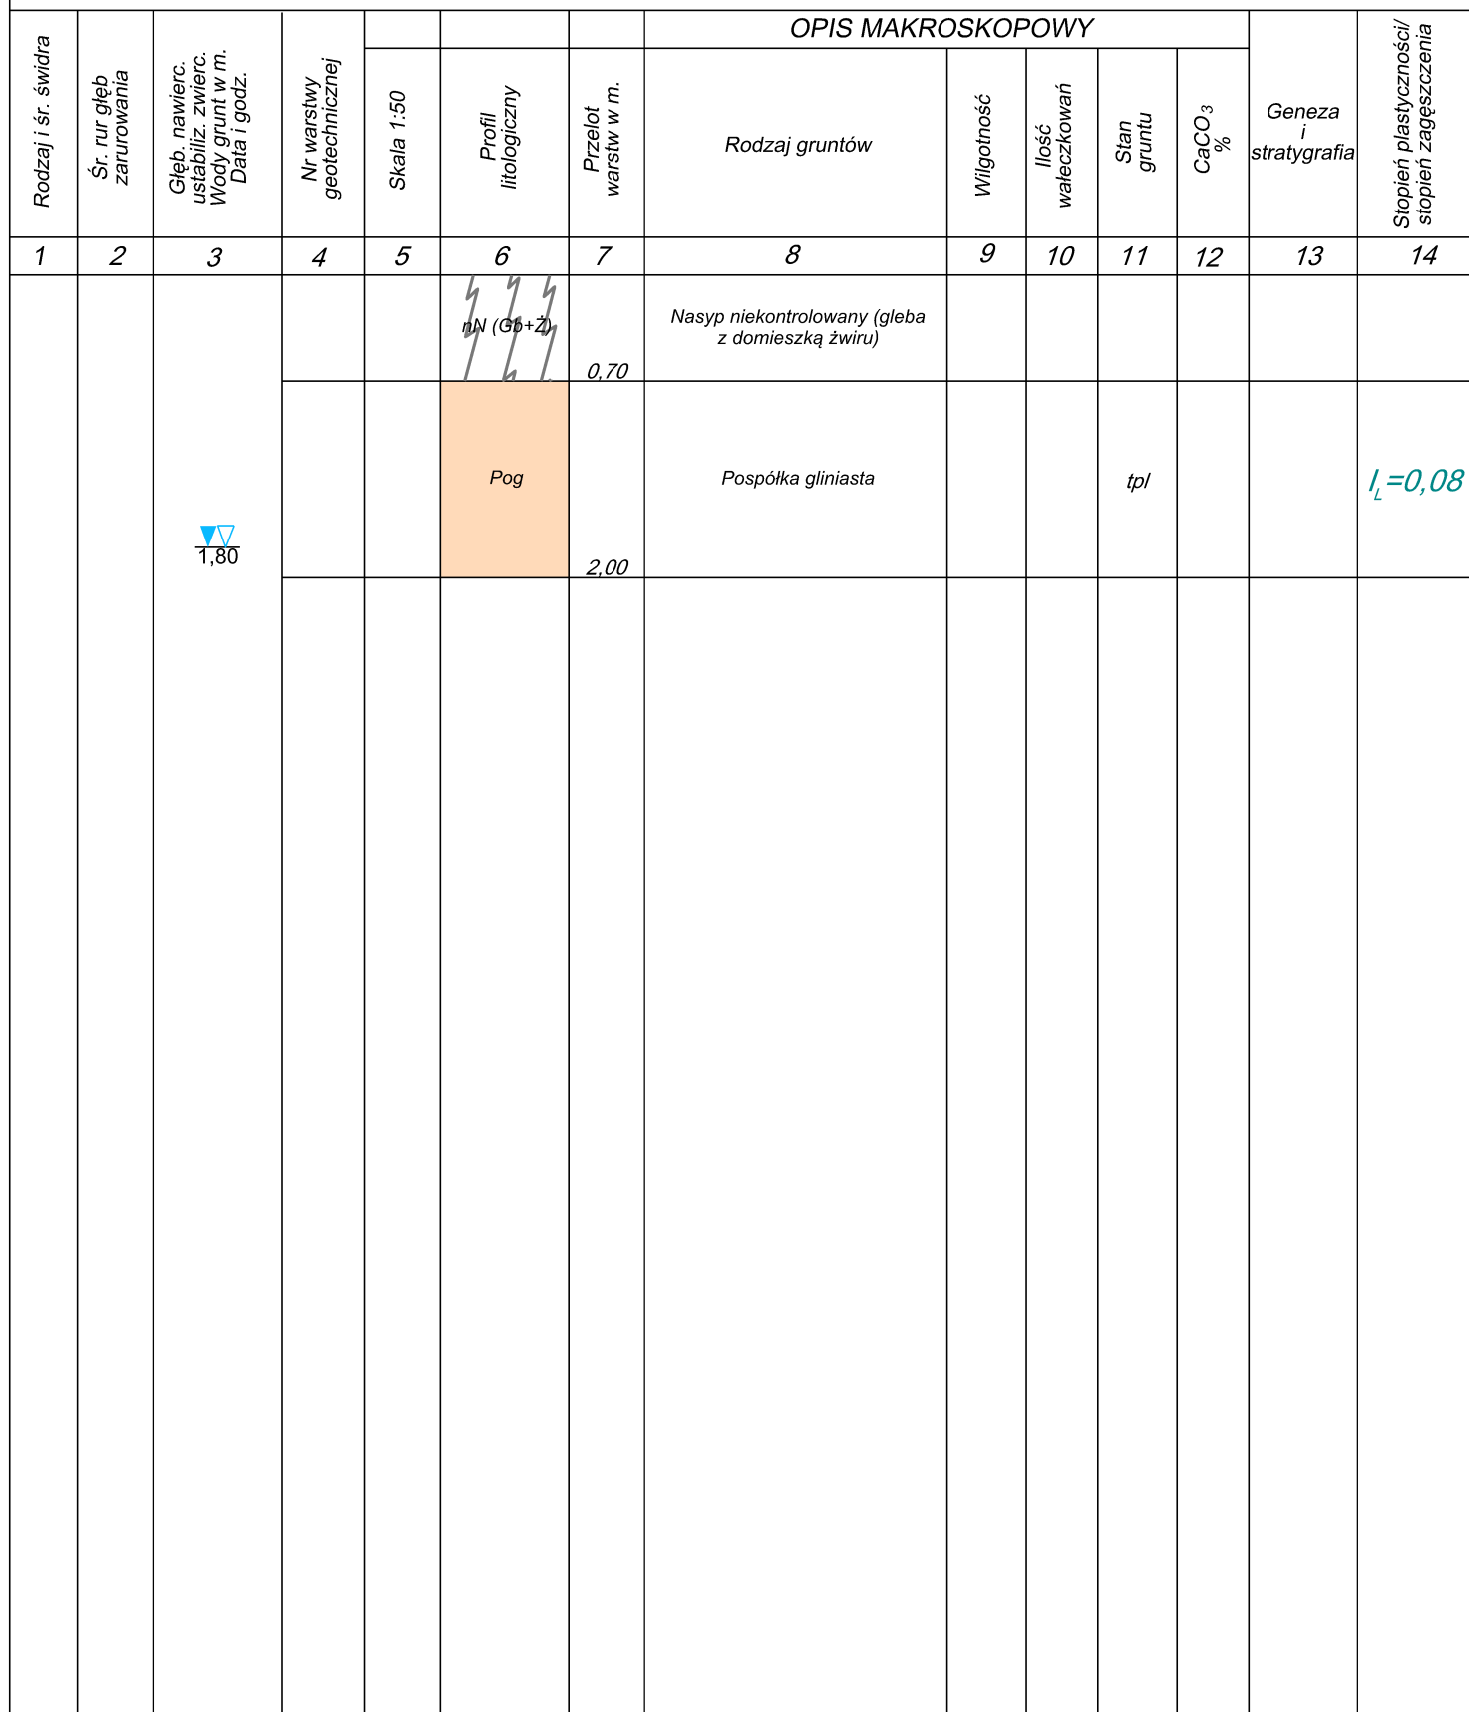 OPIS MAKROSKOPOWY
Rodzaj i śr. świdra
Śr. rur głęb
zarurowania
Głęb. nawierc.
ustabiliz. zwierc.
Wody grunt w m.
Data i godz.
Nr warstwy
geotechnicznej
Skala 1:50
Profil
litologiczny
Przelot
warstw w m.
Rodzaj gruntów
Wilgotność
Ilość
wałeczkowań
Stan
gruntu
CaCO3
%
Geneza
i
stratygrafia
Stopień plastyczności/
stopień zagęszczenia
1 2 3 4 5 6 7 8 9 10 11 12 13 14
nN (Gb+Ż)
0,70
Nasyp niekontrolowany (gleba
z domieszką żwiru)
1,80
Pog
2,00
Pospółka gliniasta
tpl
IL=0,08